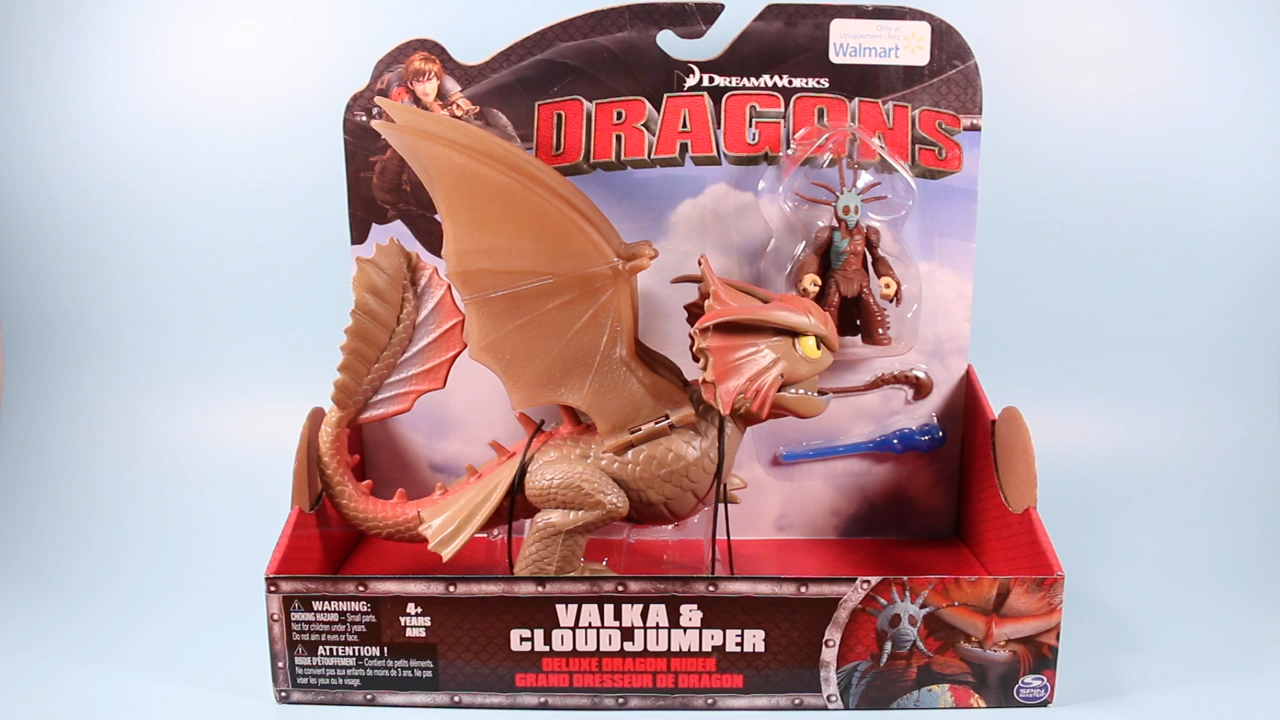 Only at
Uniquement chez
Walmart
DREAMWORKS
DRAGONS
WARNING:
CHOKING HAZARD – Small parts.
Not for children under 3 years.
Do not aim at eyes or face.
ATTENTION !
RISQUE D'ÉTOUFFEMENT – Contient de petits éléments.
Ne convient pas aux enfants de moins de 3 ans. Ne pas
viser les yeux ou le visage.
4+
YEARS
ANS
VALKA &
CLOUDJUMPER
DELUXE DRAGON RIDER
GRAND DRESSEUR DE DRAGON
SPIN
MASTER